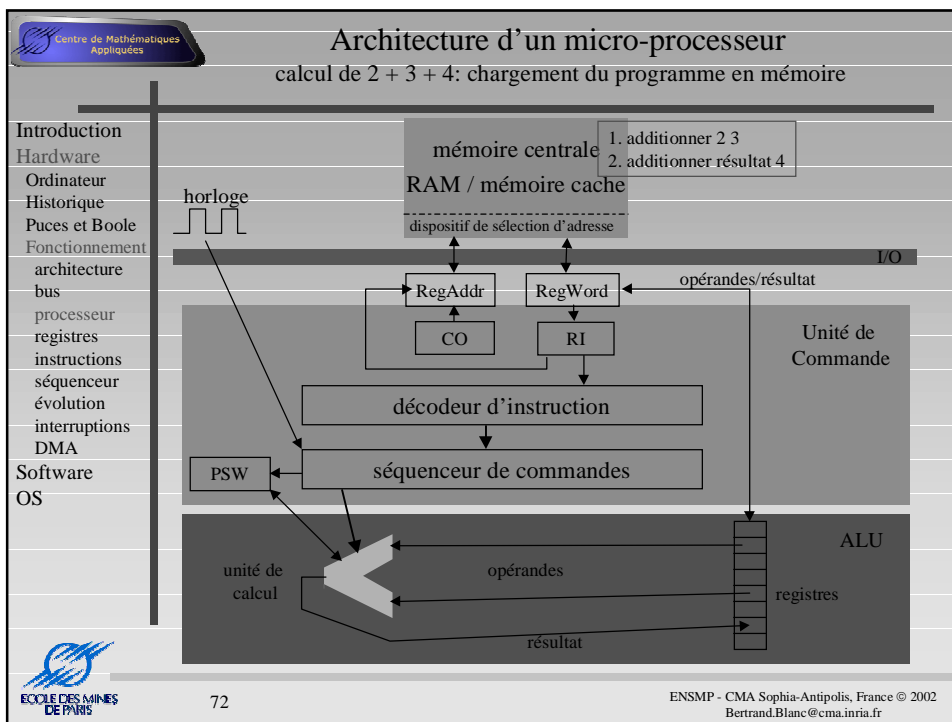 Centre de Mathématiques
Appliquées
Architecture d'un micro-processeur
calcul de 2 + 3 + 4: chargement du programme en mémoire
Introduction
Hardware
Ordinateur
Historique
Puces et Boole
Fonctionnement
architecture
bus
processeur
registres
instructions
séquenceur
évolution
interruptions
DMA
Software
OS
horloge
mémoire centrale
RAM / mémoire cache
dispositif de sélection d'adresse
1. additionner 2 3
2. additionner résultat 4
I/O
RegAddr
RegWord
opérandes/résultat
CO
RI
Unité de
Commande
décodeur d'instruction
séquenceur de commandes
PSW
ALU
unité de
calcul
opérandes
registres
résultat
ECOLE DES MINES
DE PARIS
72
ENSMP - CMA Sophia-Antipolis, France © 2002
Bertrand.Blanc@cma.inria.fr